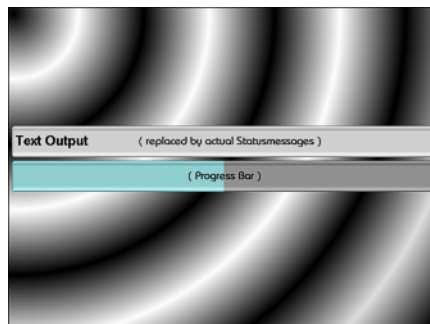 Text Output ( replaced by actual Statusmessages )
( Progress Bar )